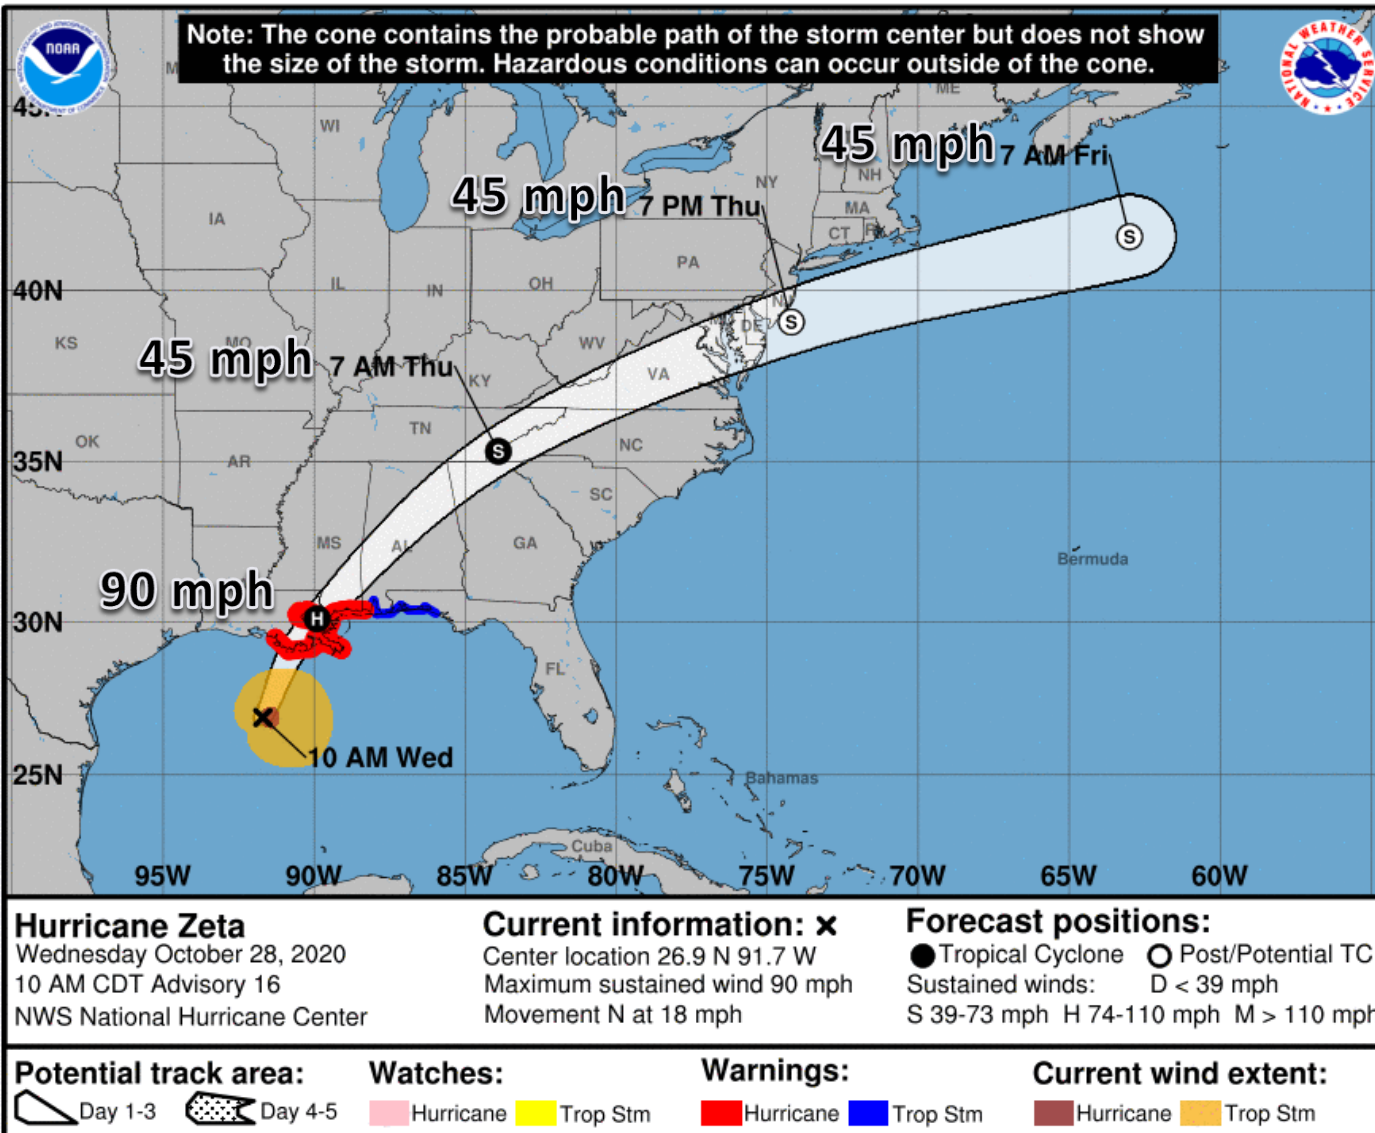 Note: The cone contains the probable path of the storm center but does not show
the size of the storm. Hazardous conditions can occur outside of the cone.
NOAA
NATIONAL WEATHER SERVICE
45N
WI
ME
45 mph 7 AM Fri
NY
NH
45 mph 7 PM Thu
IA
MA
CT
PA
40N
IL
IN
OH
DE
KS
MO
WV
45 mph 7 AM Thu
KY
VA
S
S
S
OK
TN
NC
35N
AR
SC
MS
AL
GA
Bermuda
90 mph
H
30N
FL
10 AM Wed
25N
Bahamas
Cuba
95W 90W 85W 80W 75W 70W 65W 60W
Hurricane Zeta
Wednesday October 28, 2020
10 AM CDT Advisory 16
NWS National Hurricane Center
Current information: x
Center location 26.9 N 91.7 W
Maximum sustained wind 90 mph
Movement N at 18 mph
Forecast positions:
Tropical Cyclone Post/Potential TC
Sustained winds: D < 39 mph
S 39-73 mph H 74-110 mph M > 110 mph
Potential track area:
Day 1-3 Day 4-5
Watches:
Hurricane Trop Stm
Warnings:
Hurricane Trop Stm
Current wind extent:
Hurricane Trop Stm